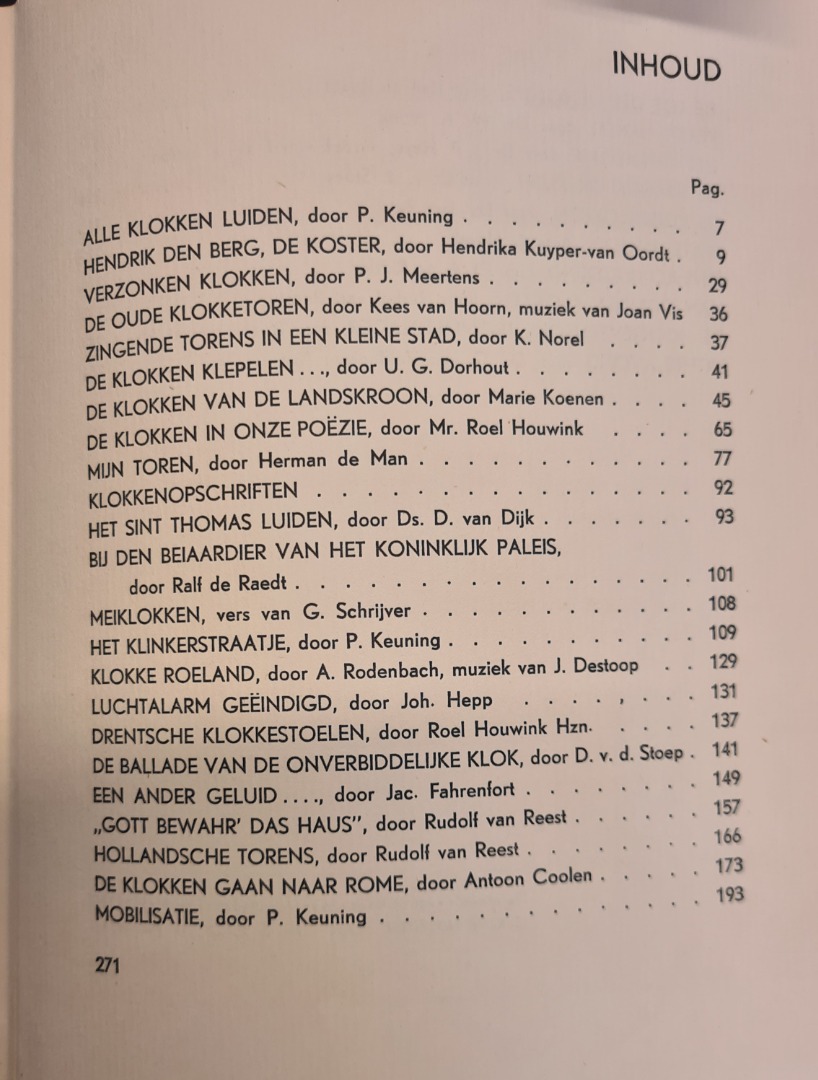 INHOUD
Pag.
ALLE KLOKKEN LUIDEN, door P. Keuning . . . . . . . . . . 7
HENDRIK DEN BERG, DE KOSTER, door Hendrika Kuyper-van Oordt . 9
VERZONKEN KLOKKEN, door P. J. Meertens . . . . . . . . . 29
DE OUDE KLOKKETOREN, door Kees van Hoorn, muziek van Joan Vis 36
ZINGENDE TORENS IN EEN KLEINE STAD, door K. Norel . . . . 37
DE KLOKKEN KLEPELEN . . ., door U. G. Dorhout . . . . . . . . 41
DE KLOKKEN VAN DE LANDSKROON, door Marie Koenen . . . . 45
DE KLOKKEN IN ONZE POËZIE, door Mr. Roel Houwink . . . . 65
MIJN TOREN, door Herman de Man . . . . . . . . . . . . 77
KLOKKENOPSCHRIFTEN . . . . . . . . . . . . . . . . 92
HET SINT THOMAS LUIDEN, door Ds. D. van Dijk . . . . . . . 93
BIJ DEN BEIAARDIER VAN HET KONINKLIJK PALEIS,
door Ralf de Raedt . . . . . . . . . . . . . . . . . 101
MEIKLOKKEN, vers van G. Schrijver . . . . . . . . . . . . 108
HET KLINKERSTRAATJE, door P. Keuning . . . . . . . . . . . 109
KLOKKE ROELAND, door A. Rodenbach, muziek van J. Destoop . . 129
LUCHTALARM GEËINDIGD, door Joh. Hepp . . . . , . . . 131
DRENTSCHE KLOKKESTOELEN, door Roel Houwink Hzn. . . . . 137
DE BALLADE VAN DE ONVERBIDDELIJKE KLOK, door D. v. d. Stoep . 141
EEN ANDER GELUID . . . ., door Jac. Fahrenfort . . . . . . . . 149
„GOTT BEWAHR' DAS HAUS”, door Rudolf van Reest . . . . . . 157
HOLLANDSCHE TORENS, door Rudolf van Reest . . . . . . . . 166
DE KLOKKEN GAAN NAAR ROME, door Antoon Coolen . . . . . 173
MOBILISATIE, door P. Keuning . . . . . . . . . . . . . . 193
271